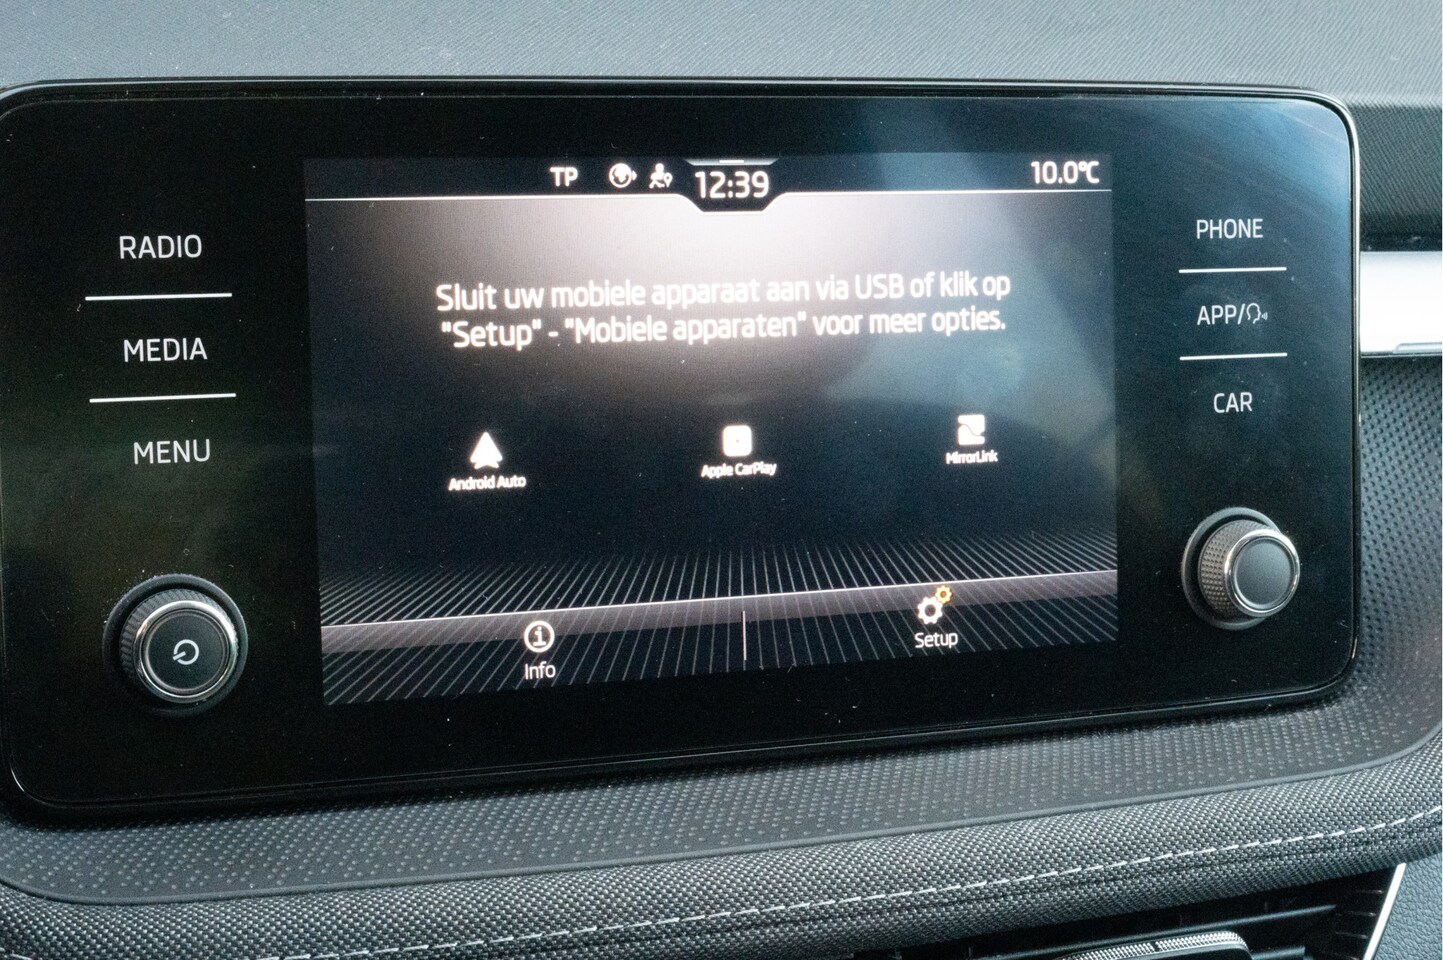 TP 12:39 10.0°C
RADIO
MEDIA
MENU
Sluit uw mobiele apparaat aan via USB of klik op
"Setup" - "Mobiele apparaten" voor meer opties.
Android Auto
Apple CarPlay
MirrorLink
Info
Setup
PHONE
APP/
CAR